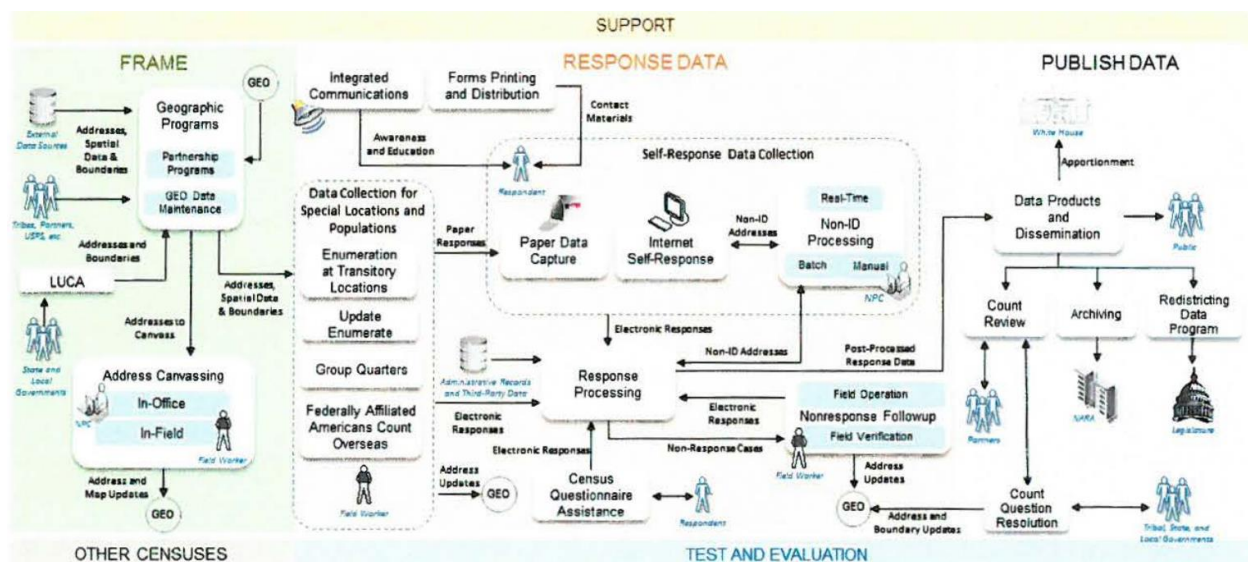 SUPPORT
FRAME
GEO
Geographic
Programs
External
Data Sources
Addresses,
Spatial
Data &
Boundaries
Partnership
Programs
GEO Data
Maintenance
Tribes, Partners,
USPS, etc
Addresses and
Boundaries
LUCA
State and Local
Governments
Addresses,
Spatial Data
& Boundaries
Addresses to
Canvass
Address Canvassing
In-Office
NPC
In-Field
Field Worker
Address and
Map Updates
GEO
OTHER CENSUSES
RESPONSE DATA
Integrated
Communications
Forms Printing
and Distribution
Contact
Materials
Awareness
and Education
Respondent
Data Collection for
Special Locations and
Populations
Enumeration
at Transitory
Locations
Update
Enumerate
Group Quarters
Federally Affiliated
Americans Count
Overseas
Field Worker
Paper
Responses
Self-Response Data Collection
Paper Data
Capture
Internet
Self-Response
Non-ID
Addresses
Real-Time
Non-ID
Processing
Batch
Manual
NPC
Electronic Responses
Non-ID Addresses
Post-Processed
Response Data
Administrative Records
and Third-Party Data
Response
Processing
Electronic
Responses
Electronic
Responses
Field Operation
Nonresponse Followup
Field Verification
Non-Response Cases
Field Worker
Electronic Responses
Address
Updates
GEO
Census
Questionnaire
Assistance
Respondent
Address
Updates
GEO
Address and
Boundary Updates
TEST AND EVALUATION
PUBLISH DATA
White House
Apportionment
Data Products
and
Dissemination
Public
Count
Review
Archiving
Redistricting
Data
Program
Partners
NARA
Legislature
Count
Question
Resolution
Tribal, State, and
Local Governments